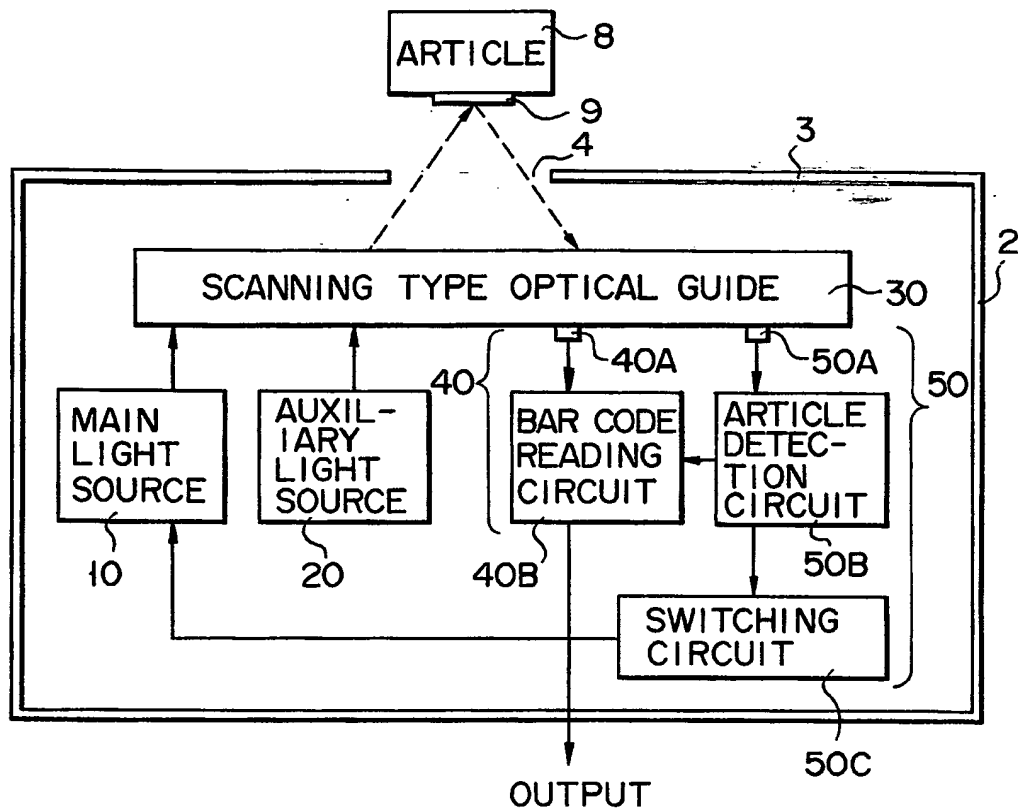 ARTICLE
8
9
4
3
2
SCANNING TYPE OPTICAL GUIDE
30
40A
50A
40
50
MAIN
LIGHT
SOURCE
AUXIL-
IARY
LIGHT
SOURCE
BAR CODE
READING
CIRCUIT
ARTICLE
DETEC-
TION
CIRCUIT
10
20
40B
50B
SWITCHING
CIRCUIT
50C
OUTPUT